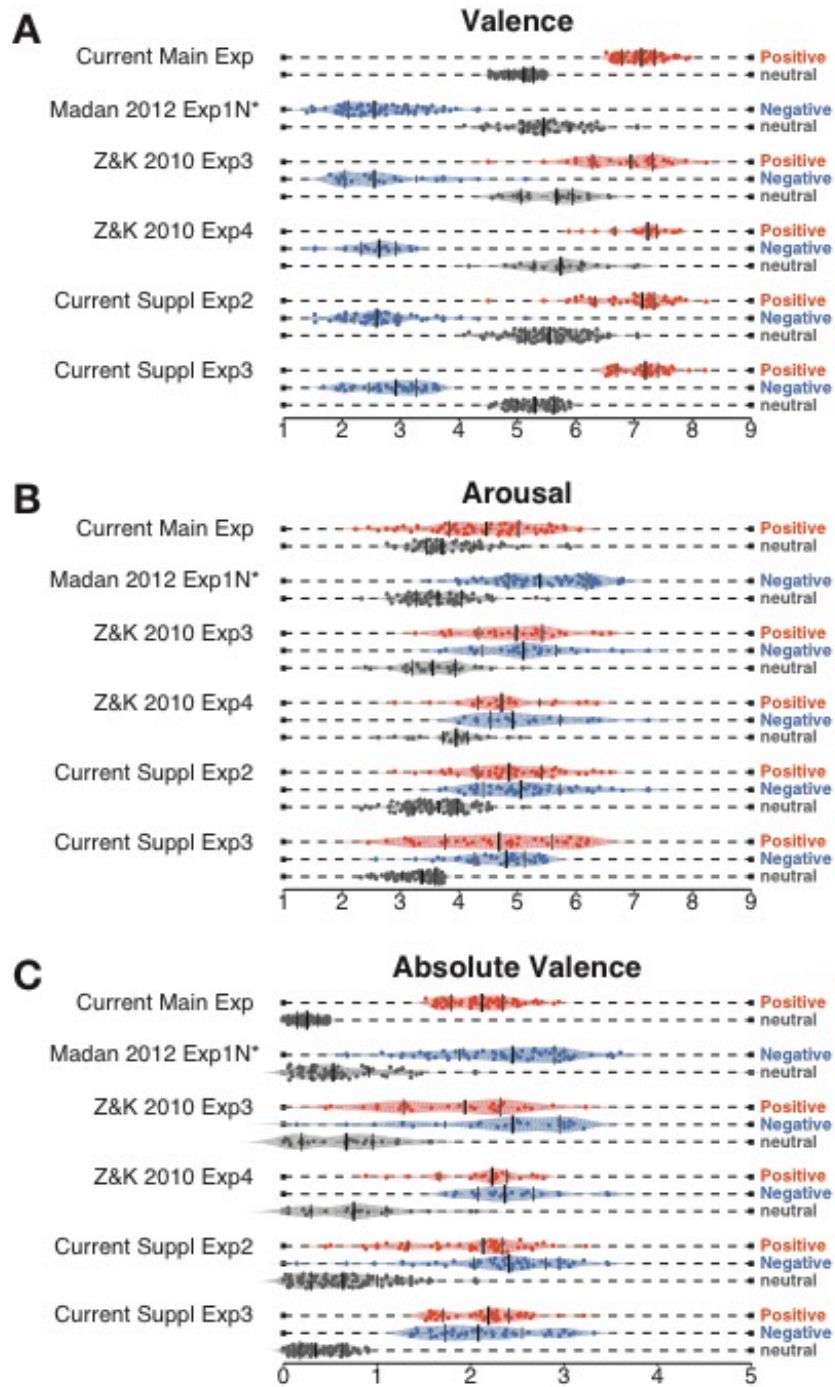 A
Valence
Current Main Exp
Positive
neutral
Madan 2012 Exp1N*
Negative
neutral
Z&K 2010 Exp3
Positive
Negative
neutral
Z&K 2010 Exp4
Positive
Negative
neutral
Current Suppl Exp2
Positive
Negative
neutral
Current Suppl Exp3
Positive
Negative
neutral
1 2 3 4 5 6 7 8 9
B
Arousal
Current Main Exp
Positive
neutral
Madan 2012 Exp1N*
Negative
neutral
Z&K 2010 Exp3
Positive
Negative
neutral
Z&K 2010 Exp4
Positive
Negative
neutral
Current Suppl Exp2
Positive
Negative
neutral
Current Suppl Exp3
Positive
Negative
neutral
1 2 3 4 5 6 7 8 9
C
Absolute Valence
Current Main Exp
Positive
neutral
Madan 2012 Exp1N*
Negative
neutral
Z&K 2010 Exp3
Positive
Negative
neutral
Z&K 2010 Exp4
Positive
Negative
neutral
Current Suppl Exp2
Positive
Negative
neutral
Current Suppl Exp3
Positive
Negative
neutral
0 1 2 3 4 5